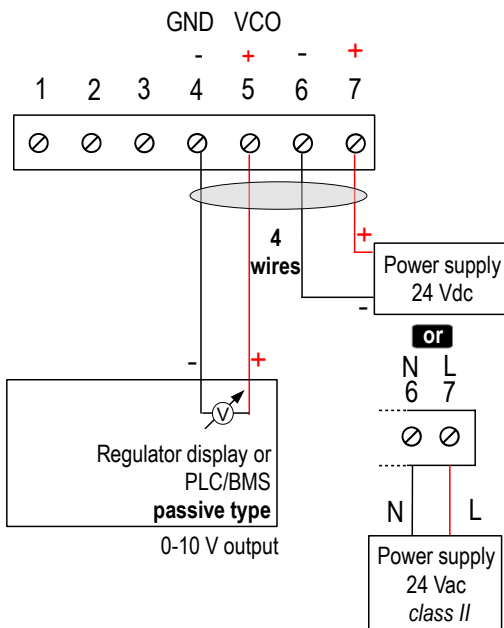 GND VCO
- + - +
1 2 3 4 5 6 7
4
wires
+
Power supply
24 Vdc
-
or
N L
6 7
- +
V
Regulator display or
PLC/BMS
passive type
0-10 V output
N L
Power supply
24 Vac
class II